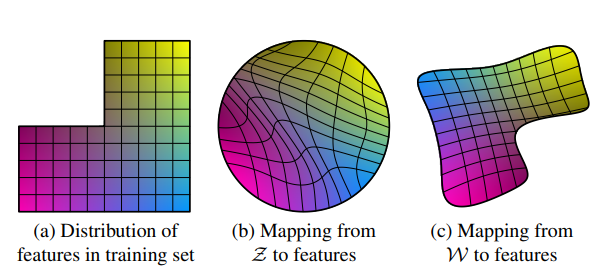 (a) Distribution of
features in training set
(b) Mapping from
𝒵 to features
(c) Mapping from
𝒲 to features